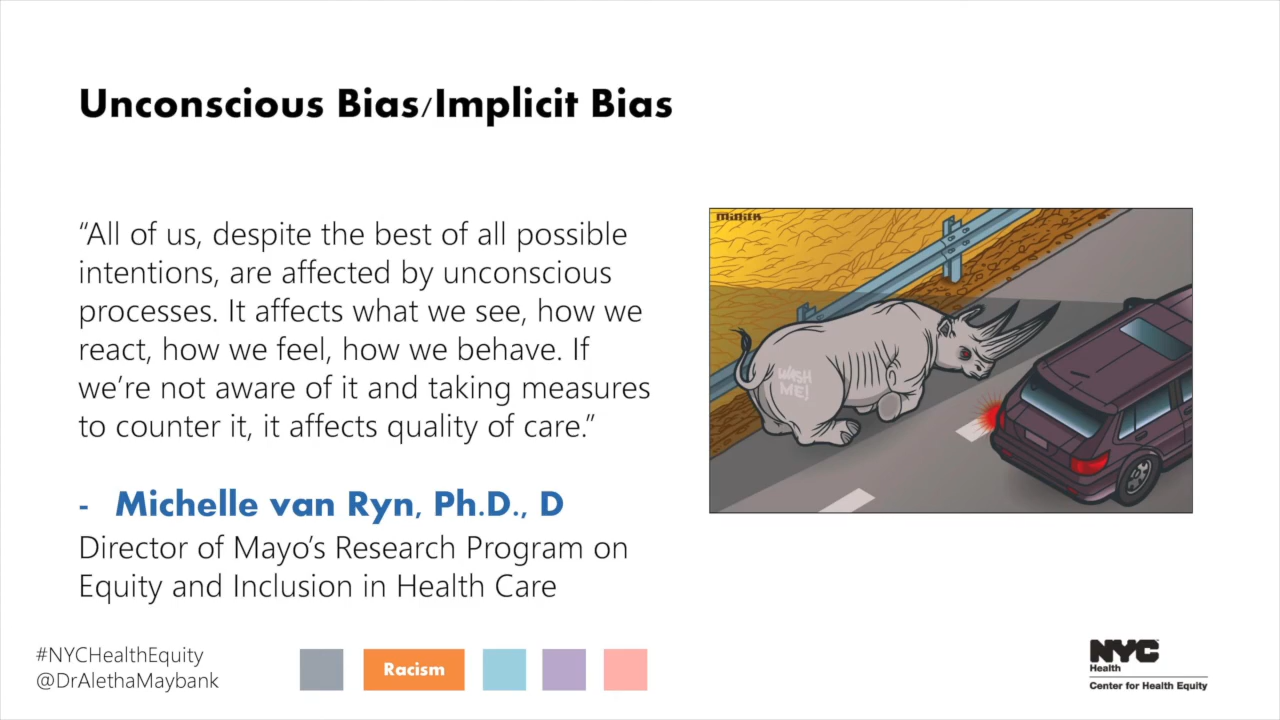 Unconscious Bias/Implicit Bias
“All of us, despite the best of all possible
intentions, are affected by unconscious
processes. It affects what we see, how we
react, how we feel, how we behave. If
we’re not aware of it and taking measures
to counter it, it affects quality of care.”
- Michelle van Ryn, Ph.D., D
Director of Mayo’s Research Program on
Equity and Inclusion in Health Care
WASH
ME!
#NYCHealthEquity
@DrAlethaMaybank
Racism
NYC
Health
Center for Health Equity